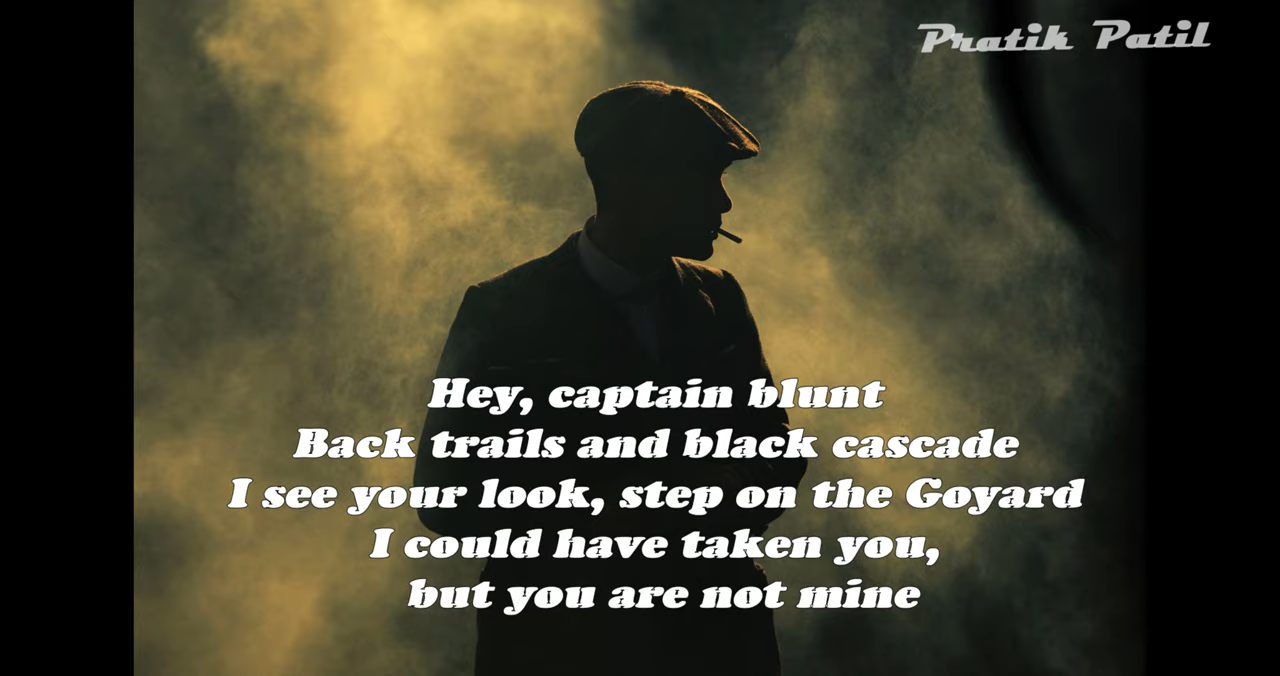 Pratik Patil
Hey, captain blunt
Back trails and black cascade
I see your look, step on the Goyard
I could have taken you,
but you are not mine